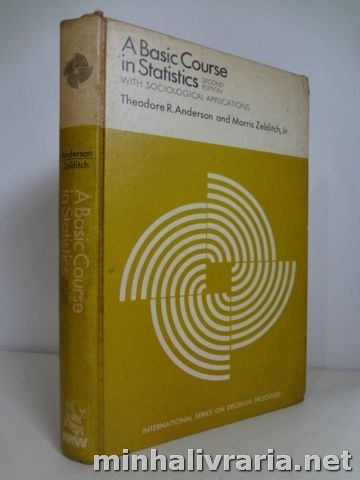 A Basic Course
in Statistics SECOND
EDITION
WITH SOCIOLOGICAL APPLICATIONS
Theodore R. Anderson and Morris Zelditch, Jr.
INTERNATIONAL SERIES ON DECISION PROCESSES
Anderson
Zelditch
A Basic Course
in Statistics
HRW
minhalivraria.net